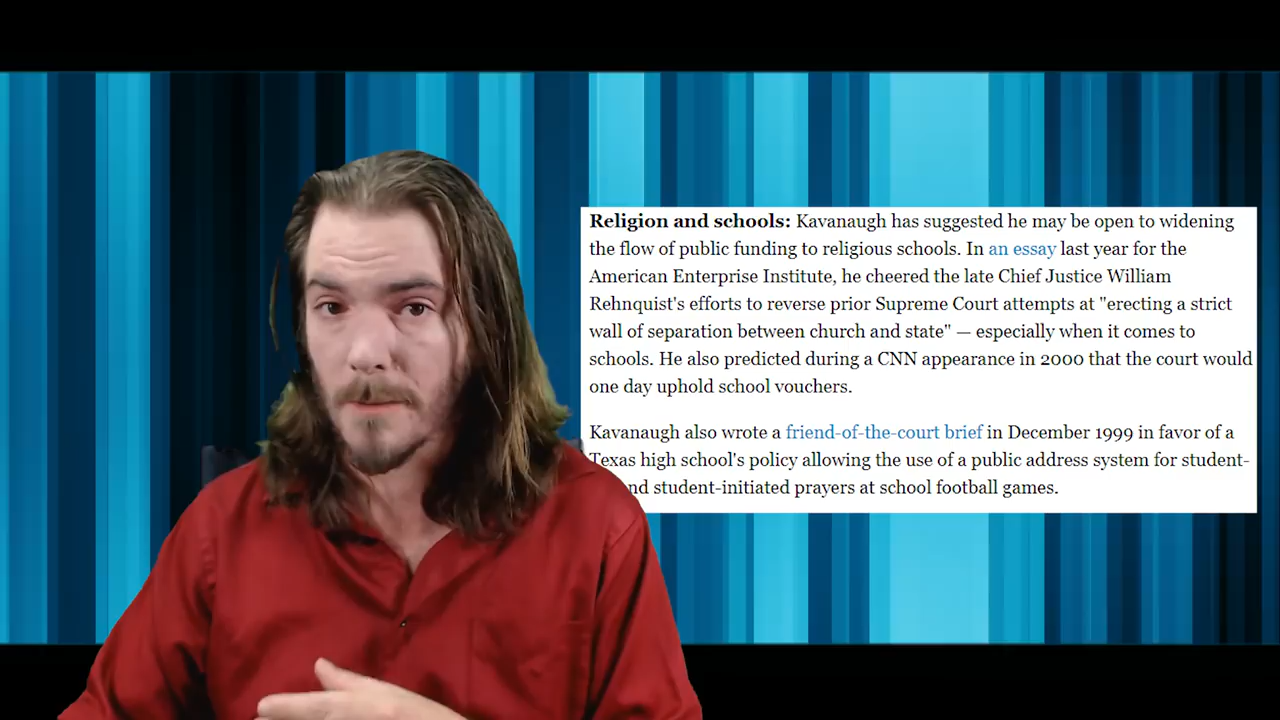 Religion and schools: Kavanaugh has suggested he may be open to widening
the flow of public funding to religious schools. In an essay last year for the
American Enterprise Institute, he cheered the late Chief Justice William
Rehnquist's efforts to reverse prior Supreme Court attempts at "erecting a strict
wall of separation between church and state" — especially when it comes to
schools. He also predicted during a CNN appearance in 2000 that the court would
one day uphold school vouchers.
Kavanaugh also wrote a friend-of-the-court brief in December 1999 in favor of a
Texas high school's policy allowing the use of a public address system for student-
nd student-initiated prayers at school football games.